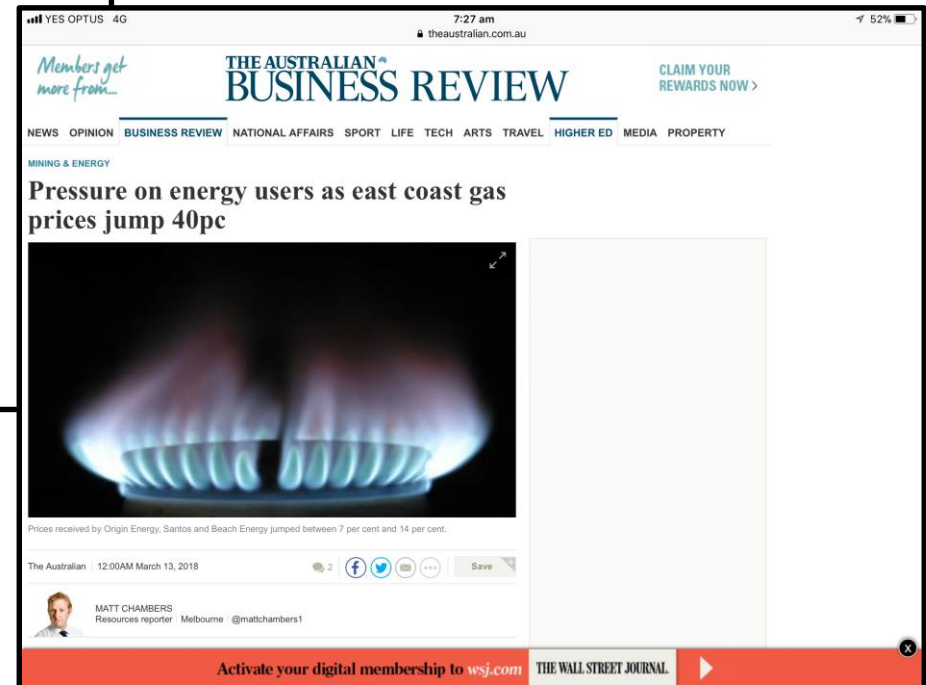 YES OPTUS 4G 7:27 am 52%
theaustralian.com.au
Members get
more from...
THE AUSTRALIAN
BUSINESS REVIEW
CLAIM YOUR
REWARDS NOW >
NEWS OPINION BUSINESS REVIEW NATIONAL AFFAIRS SPORT LIFE TECH ARTS TRAVEL HIGHER ED MEDIA PROPERTY
MINING & ENERGY
Pressure on energy users as east coast gas
prices jump 40pc
Prices received by Origin Energy, Santos and Beach Energy jumped between 7 per cent and 14 per cent.
The Australian 12:00AM March 13, 2018 2 Save
MATT CHAMBERS
Resources reporter Melbourne @mattchambers1
X
Activate your digital membership to wsj.com THE WALL STREET JOURNAL.